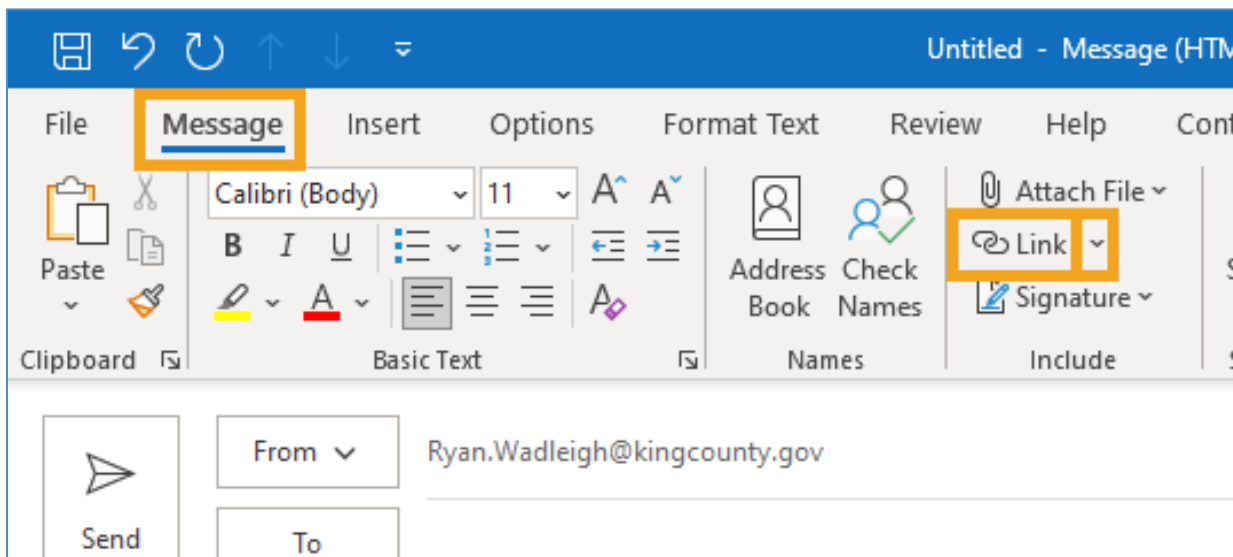 Untitled - Message (HTM
File Message Insert Options Format Text Review Help Cont
Calibri (Body) 11 A A Attach File
B I U Link
Paste Address Check
A Book Names Signature
Clipboard Basic Text Names Include
From Ryan.Wadleigh@kingcounty.gov
Send To